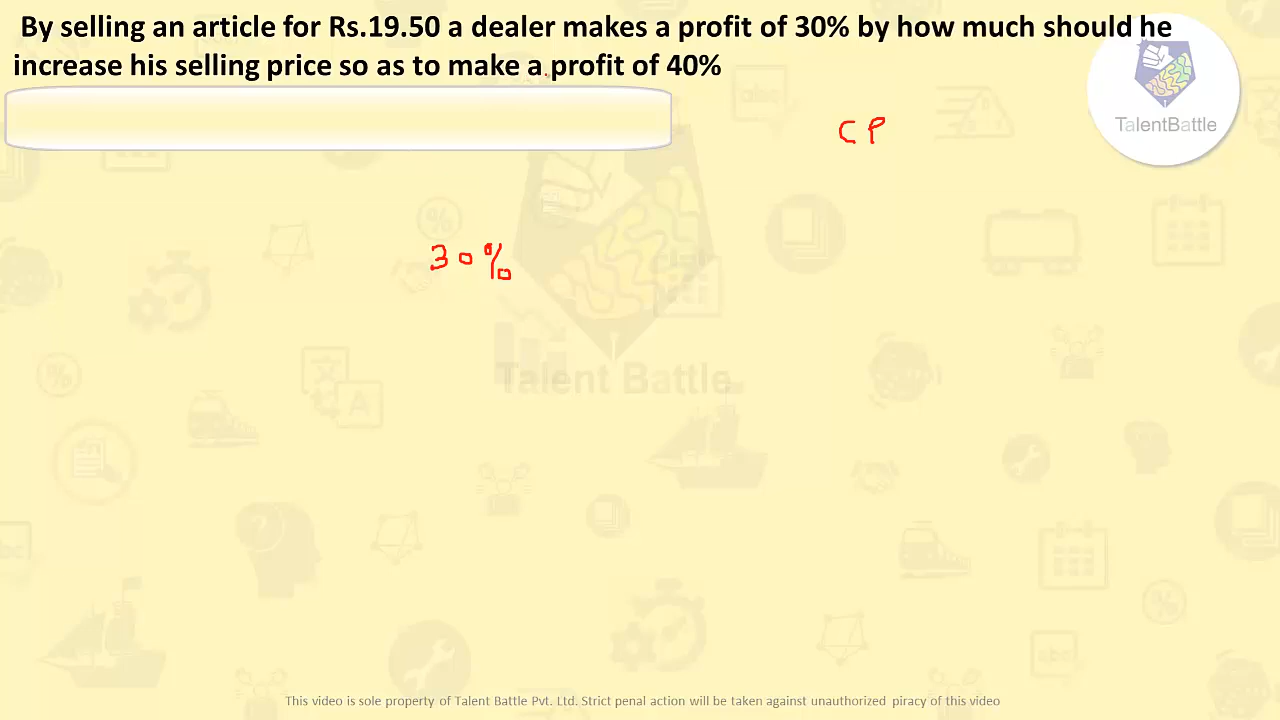 By selling an article for Rs.19.50 a dealer makes a profit of 30% by how much should he
increase his selling price so as to make a profit of 40%
TalentBattle
CP
30%
Talent Battle
This video is sole property of Talent Battle Pvt. Ltd. Strict penal action will be taken against unauthorized piracy of this video